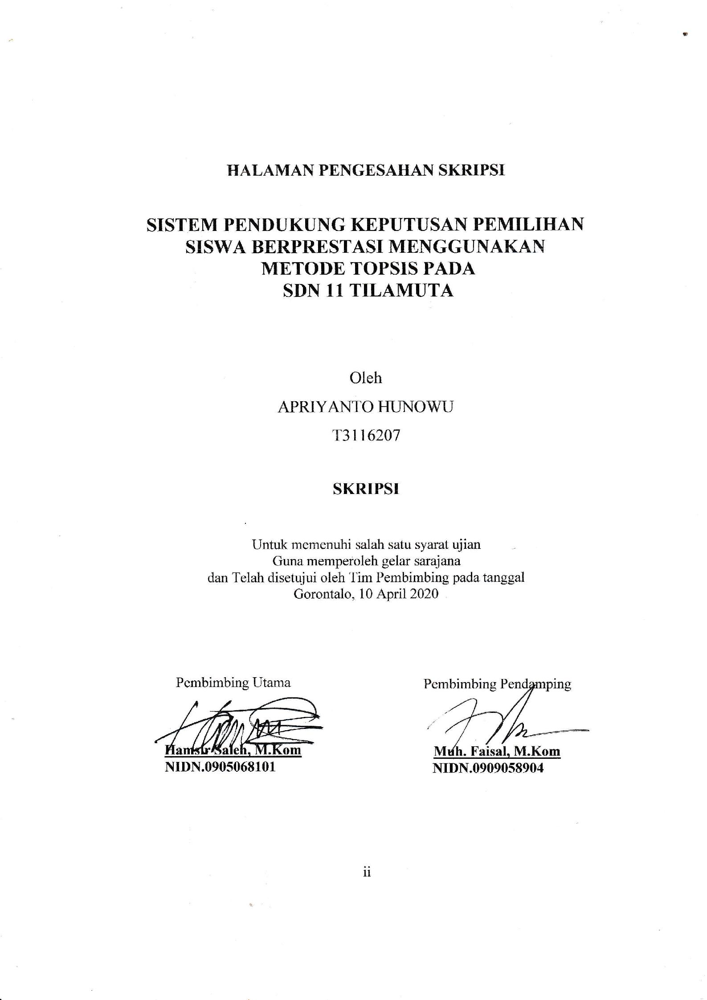 HALAMAN PENGESAHAN SKRIPSI
SISTEM PENDUKUNG KEPUTUSAN PEMILIHAN
SISWA BERPRESTASI MENGGUNAKAN
METODE TOPSIS PADA
SDN 11 TILAMUTA
Oleh
APRIYANTO HUNOWU
T3116207
SKRIPSI
Untuk memenuhi salah satu syarat ujian
Guna memperoleh gelar sarajana
dan Telah disetujui oleh Tim Pembimbing pada tanggal
Gorontalo, 10 April 2020
Pembimbing Utama
Pembimbing Pendamping
Hamsir Saleh, M.Kom
Muh. Faisal, M.Kom
NIDN.0905068101
NIDN.0909058904
ii